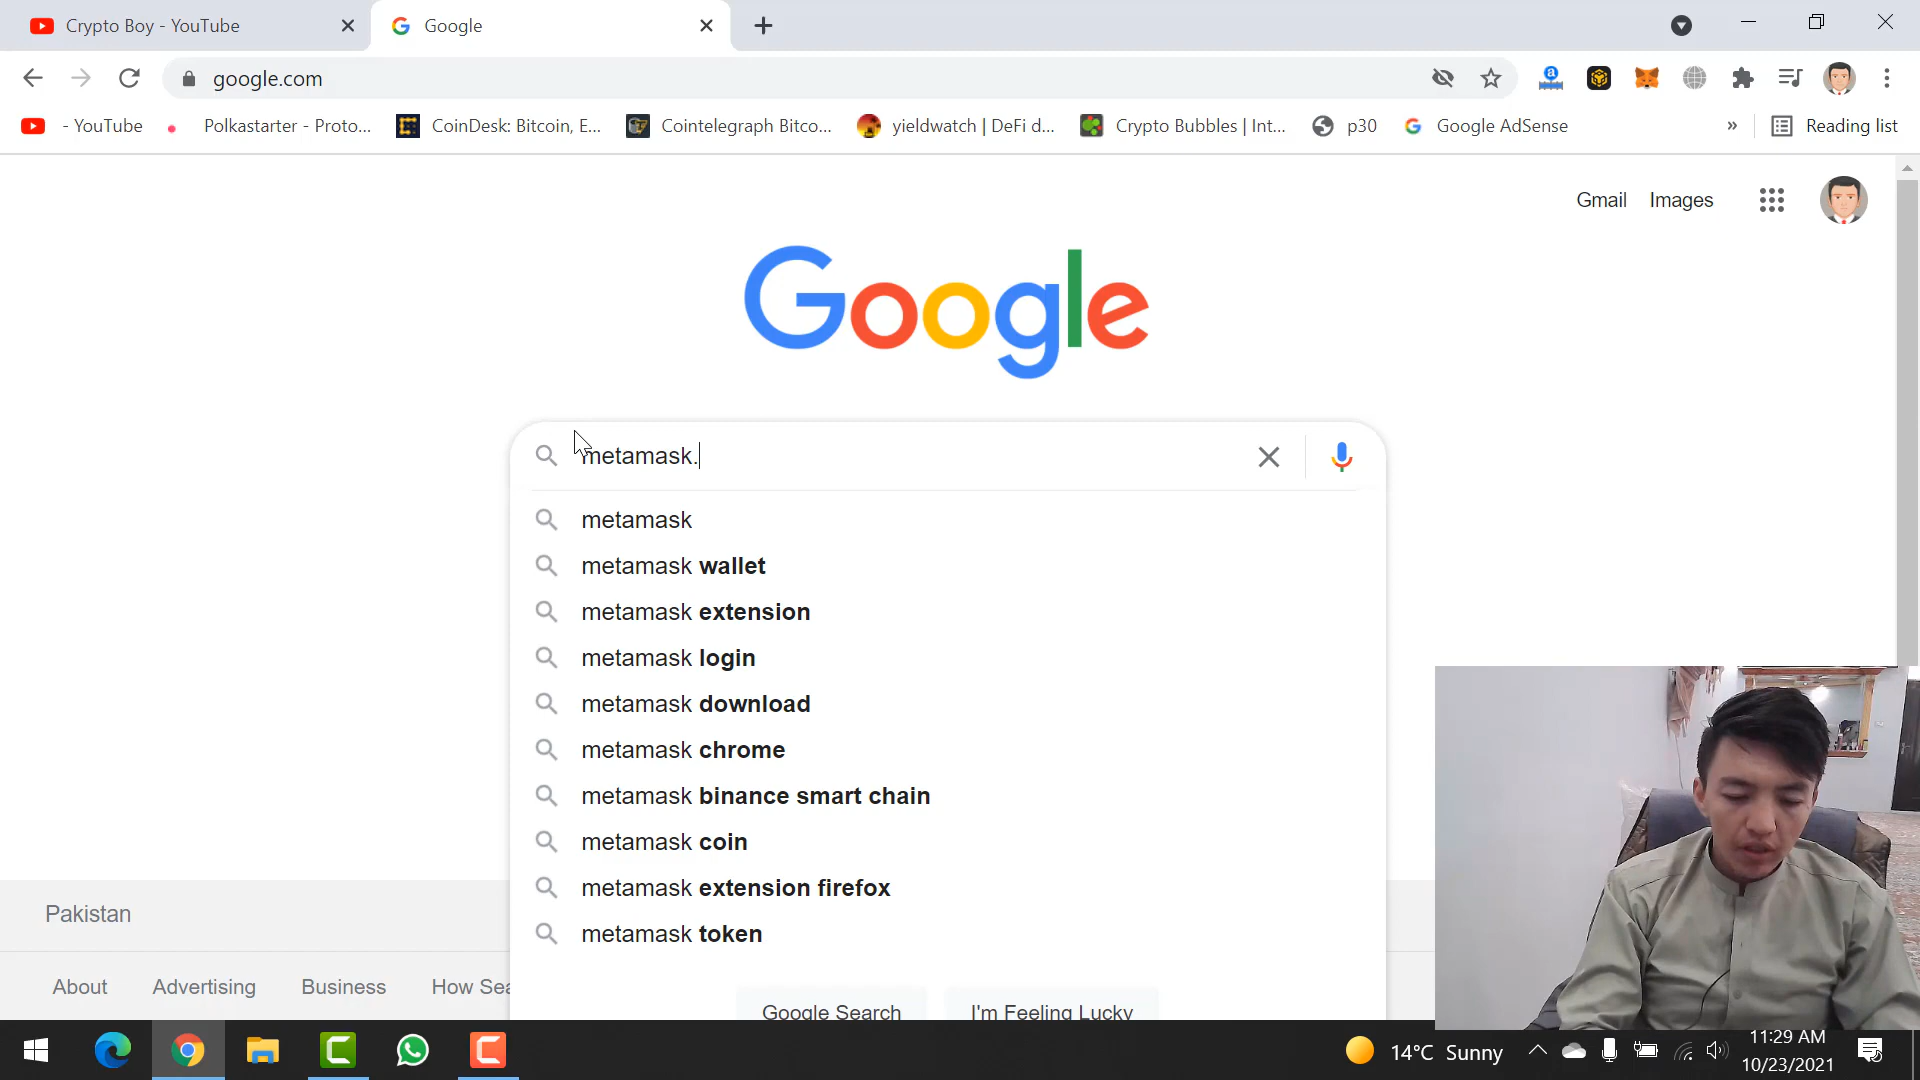 Crypto Boy - YouTube
Google
google.com
- YouTube
Polkastarter - Proto...
CoinDesk: Bitcoin, E...
Cointelegraph Bitco...
yieldwatch | DeFi d...
Crypto Bubbles | Int...
p30
Google AdSense
»
Reading list
Gmail
Images
Google
metamask.
metamask
metamask wallet
metamask extension
metamask login
metamask download
metamask chrome
metamask binance smart chain
metamask coin
metamask extension firefox
metamask token
Google Search
I'm Feeling Lucky
Pakistan
About
Advertising
Business
How Sea
14°C Sunny
11:29 AM
10/23/2021